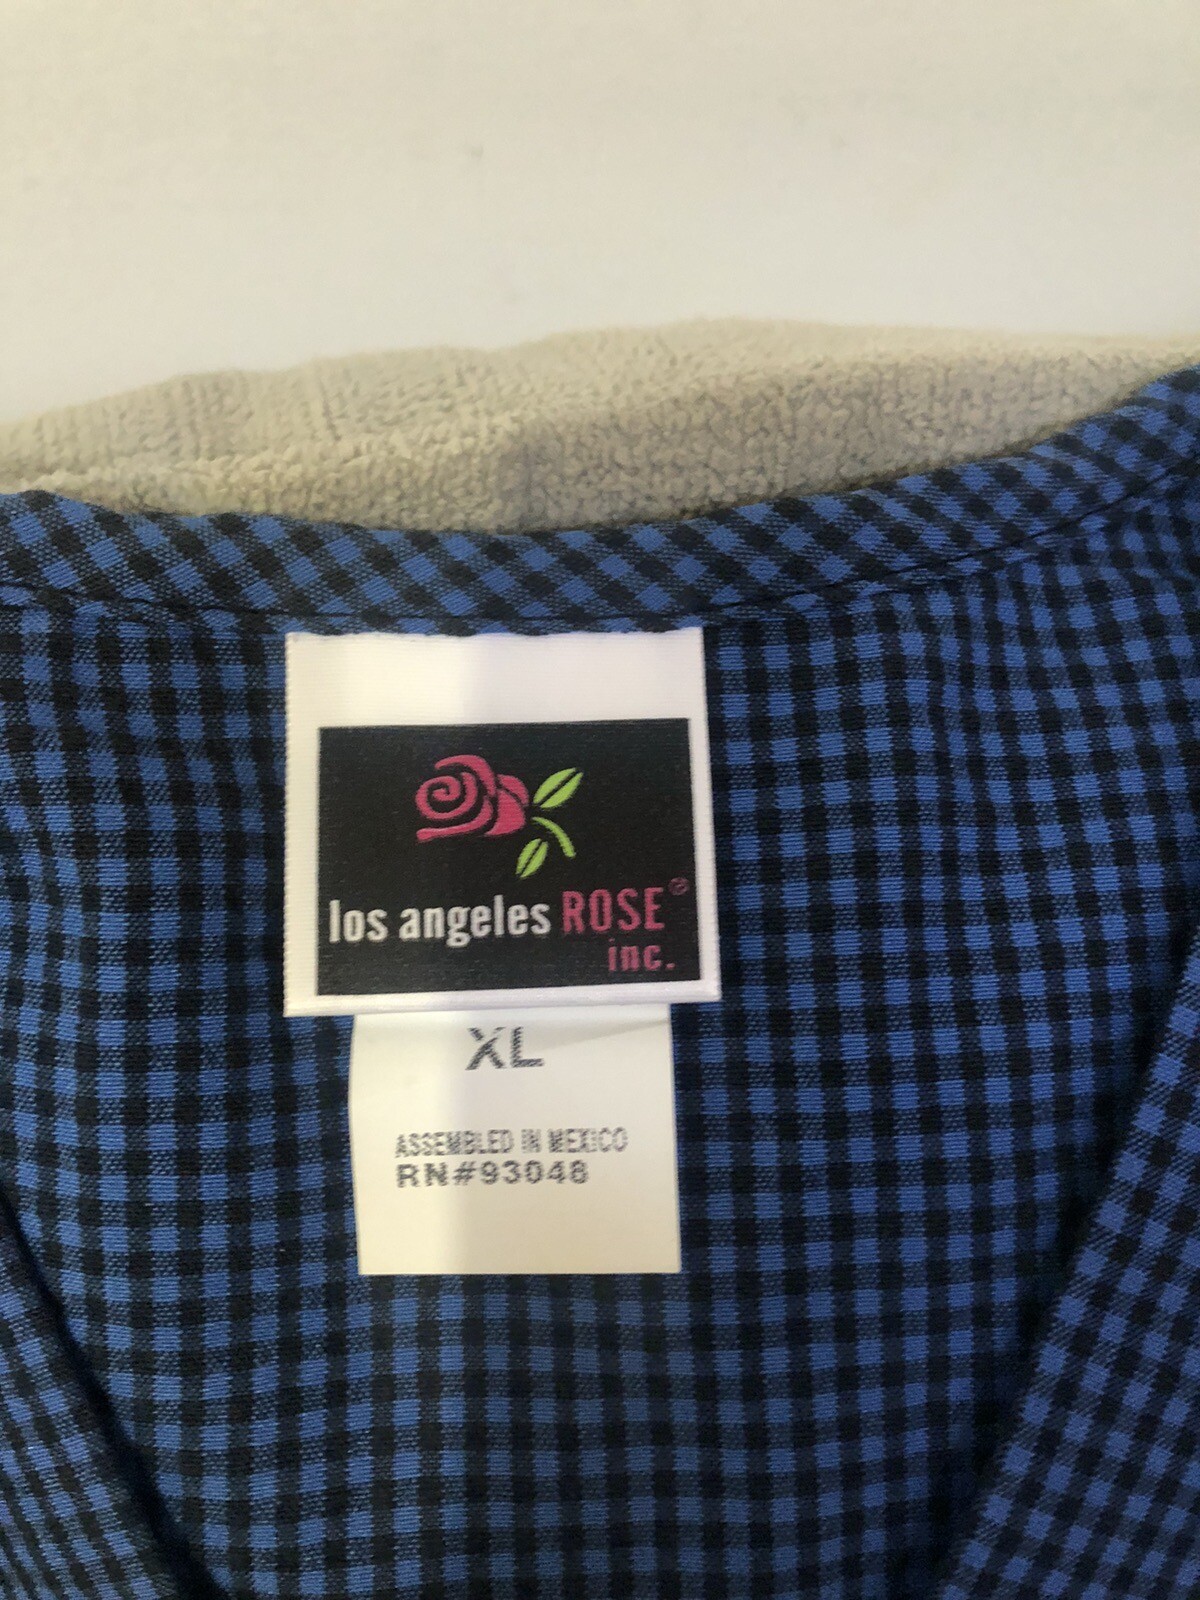 los angeles ROSE®
inc.
XL
ASSEMBLED IN MEXICO
RN#93048